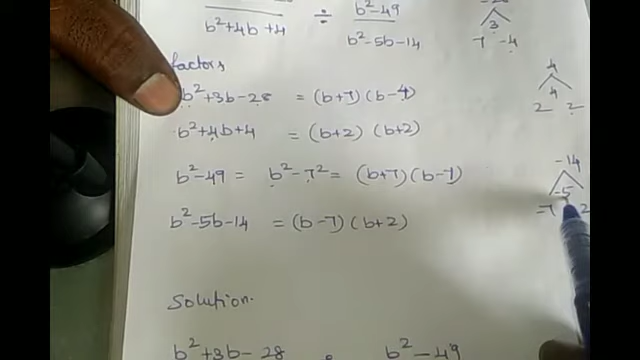 b²-49
b²+4b+4 ÷ b²-5b-14
3
7 -4
factors
b²+3b-28 = (b+7)(b-4)
b²+4b+4 = (b+2) (b+2)
b²-49 = b²-7² = (b+7)(b-7)
b²-5b-14 = (b-7)(b+2)
4
4
2 2
-14
-5
-7 2
Solution.
b²+3b-28 ÷ b²-49